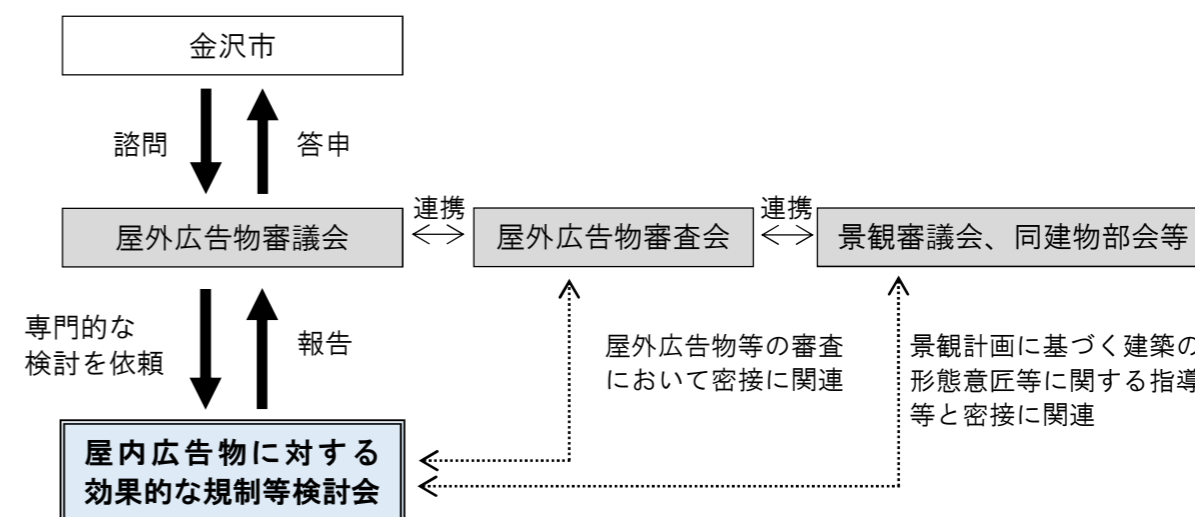 金沢市
諮問
答申
屋外広告物審議会
連携
屋外広告物審査会
連携
景観審議会、同建物部会等
専門的な
検討を依頼
報告
屋外広告物等の審査
において密接に関連
景観計画に基づく建築の
形態意匠等に関する指導
等と密接に関連
屋内広告物に対する
効果的な規制等検討会